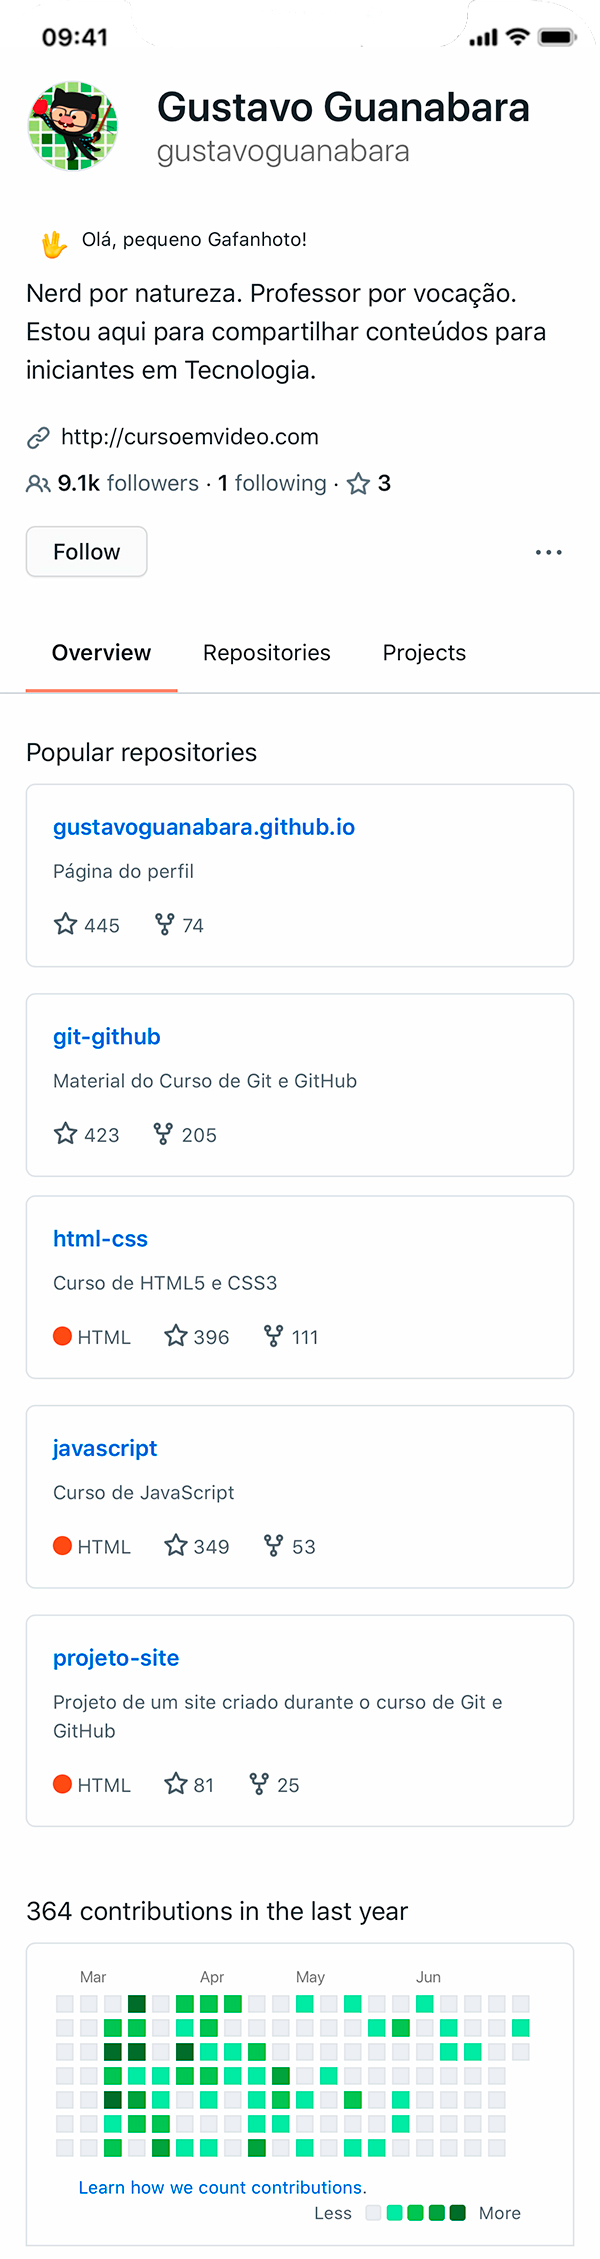 09:41
Gustavo Guanabara
gustavoguanabara
Olá, pequeno Gafanhoto!
Nerd por natureza. Professor por vocação.
Estou aqui para compartilhar conteúdos para
iniciantes em Tecnologia.
http://cursoemvideo.com
9.1k followers · 1 following · 3
Follow
Overview Repositories Projects
Popular repositories
gustavoguanabara.github.io
Página do perfil
445 74
git-github
Material do Curso de Git e GitHub
423 205
html-css
Curso de HTML5 e CSS3
HTML 396 111
javascript
Curso de JavaScript
HTML 349 53
projeto-site
Projeto de um site criado durante o curso de Git e
GitHub
HTML 81 25
364 contributions in the last year
Mar Apr May Jun
Learn how we count contributions.
Less More